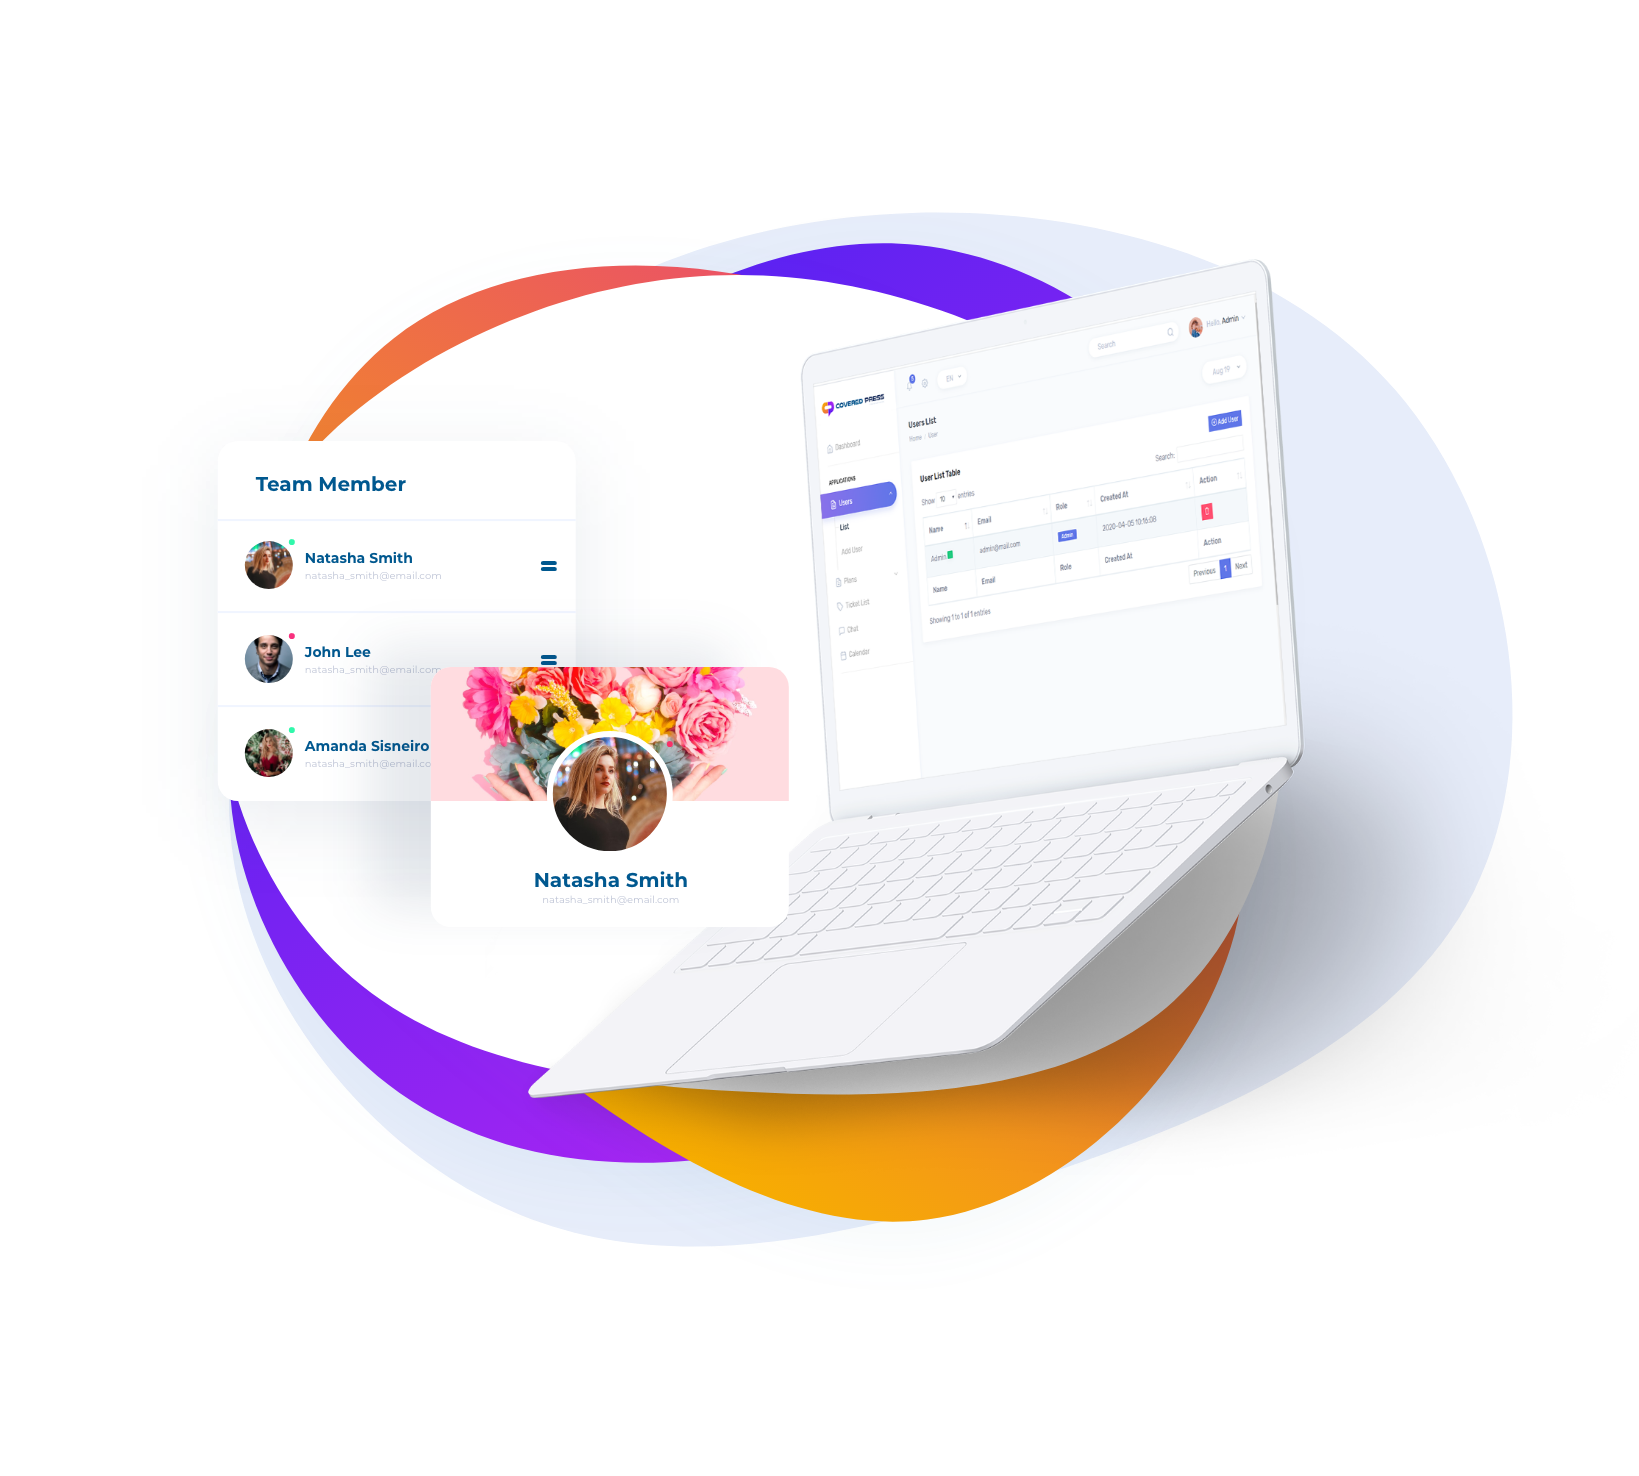 Team Member
Natasha Smith
natasha_smith@email.com
John Lee
natasha_smith@email.com
Amanda Sisneiro
natasha_smith@email.co
Natasha Smith
natasha_smith@email.com
COVERED PRESS
EN
Search
Hello, Admin
Aug 19
Dashboard
APPLICATIONS
Users
List
Add User
Plans
Ticket List
Chat
Calendar
Users List
Home / User
Add User
User List Table
Show 10 entries
Search:
Name Email Role Created At Action
Admin admin@mail.com Admin 2020-04-05 10:16:08
Name Email Role Created At Action
Showing 1 to 1 of 1 entries
Previous 1 Next